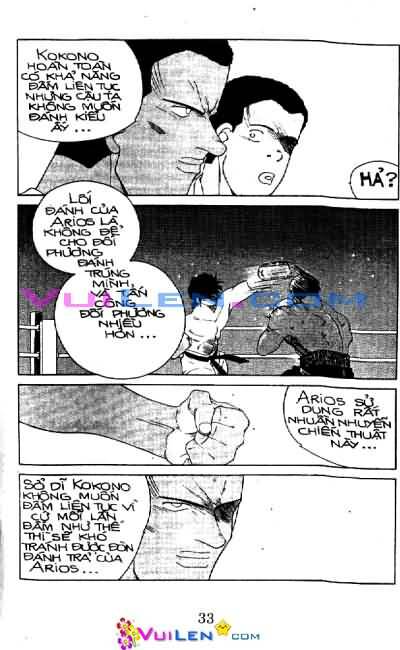 KOKONO
HOÀN TOÀN
CÓ KHẢ NĂNG
ĐẤM LIÊN TỤC
NHƯNG CẬU TA
KHÔNG MUỐN
ĐÁNH KIỂU
ẤY ...
HẢ?
LỐI
ĐÁNH CỦA
ARIOS LÀ
KHÔNG ĐỂ
CHO ĐỐI
PHƯƠNG
ĐÁNH
TRÚNG
MÌNH
VÀ TẤN
CÔNG
ĐỐI PHƯƠNG
NHIỀU
HƠN ...
VUILEN.COM
ARIOS SỬ
DỤNG RẤT
NHUẦN NHUYỄN
CHIẾN THUẬT
NÀY ...
SỞ DĨ KOKONO
KHÔNG MUỐN
ĐẤM LIÊN TỤC VÌ
CỨ MỖI LẦN
ĐẤM NHƯ THẾ
THÌ SẼ KHÓ
TRÁNH ĐƯỢC ĐÒN
ĐÁNH TRẢ CỦA
ARIOS ...
33
VUILEN.COM